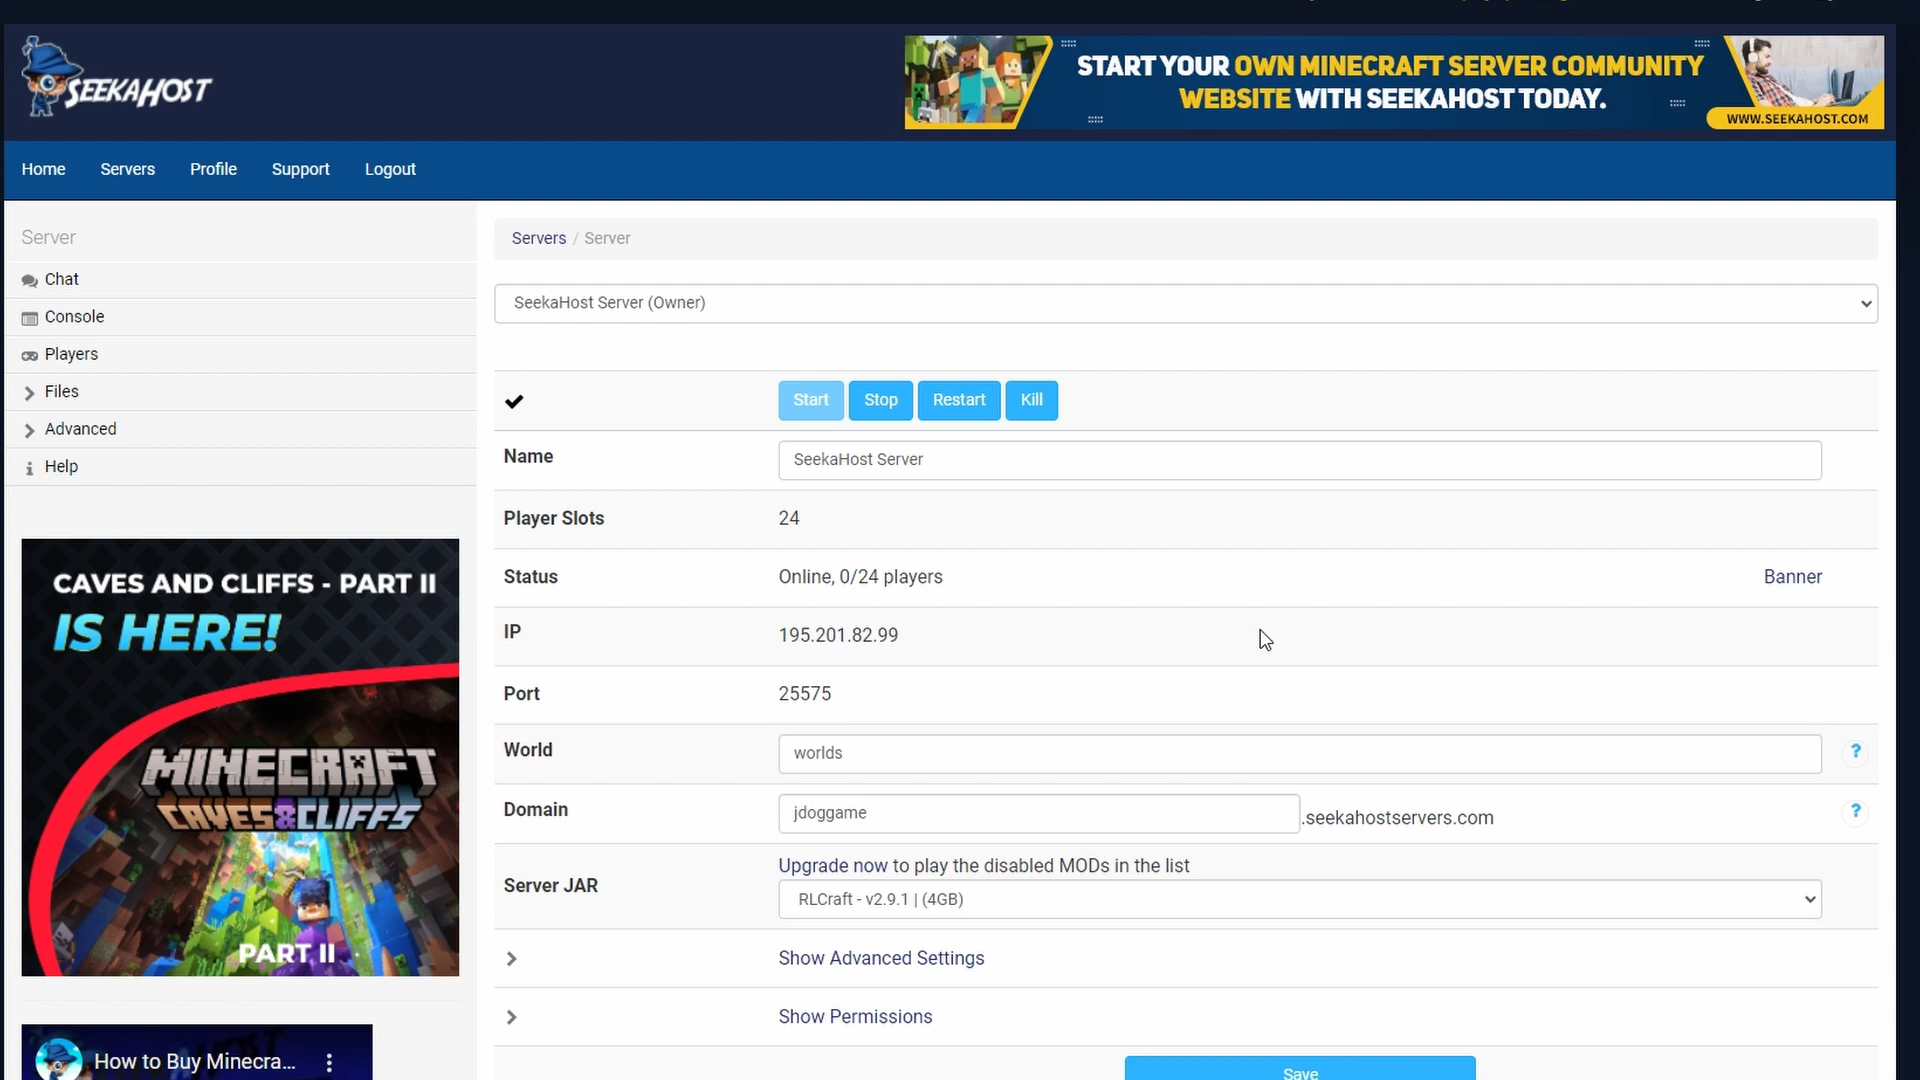 SEEKAHOST
START YOUR OWN MINECRAFT SERVER COMMUNITY
WEBSITE WITH SEEKAHOST TODAY.
WWW.SEEKAHOST.COM
Home Servers Profile Support Logout
Server
Chat
Console
Players
Files
Advanced
Help
CAVES AND CLIFFS - PART II
IS HERE!
MINECRAFT
CAVES & CLIFFS
PART II
How to Buy Minecra...
Servers / Server
SeekaHost Server (Owner)
Start Stop Restart Kill
Name SeekaHost Server
Player Slots 24
Status Online, 0/24 players Banner
IP 195.201.82.99
Port 25575
World worlds ?
Domain jdoggame .seekahostservers.com ?
Upgrade now to play the disabled MODs in the list
Server JAR RLCraft - v2.9.1 | (4GB)
Show Advanced Settings
Show Permissions
Save